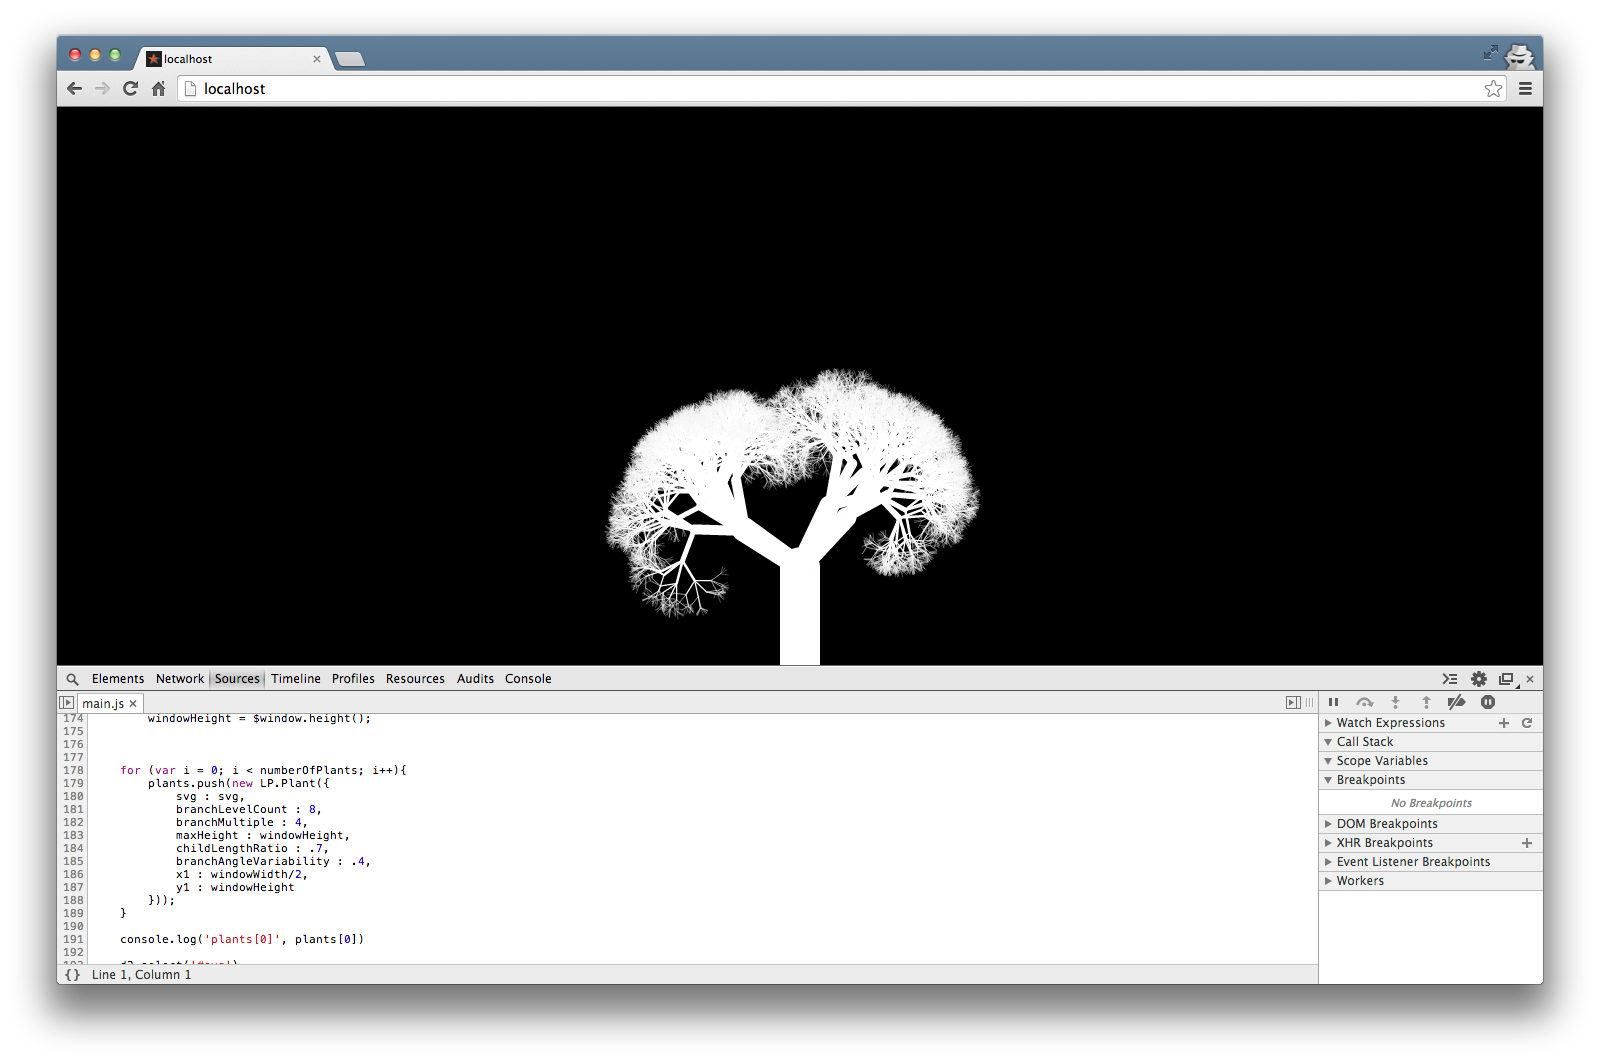 localhost
localhost
Elements Network Sources Timeline Profiles Resources Audits Console
main.js
174 windowHeight = $window.height();
175
176
177
178 for (var i = 0; i < numberOfPlants; i++){
179 plants.push(new LP.Plant({
180 svg : svg,
181 branchLevelCount : 8,
182 branchMultiple : 4,
183 maxHeight : windowHeight,
184 childLengthRatio : .7,
185 branchAngleVariability : .4,
186 x1 : windowWidth/2,
187 y1 : windowHeight
188 }));
189 }
190
191 console.log('plants[0]', plants[0])
192
{} Line 1, Column 1
Watch Expressions
Call Stack
Scope Variables
Breakpoints
No Breakpoints
DOM Breakpoints
XHR Breakpoints
Event Listener Breakpoints
Workers